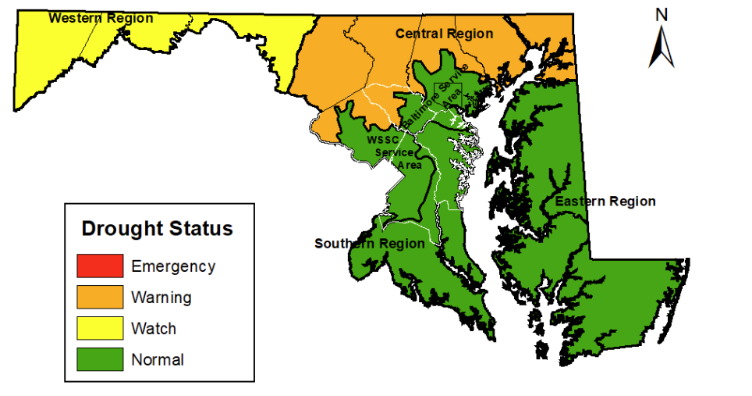 Western Region
N
Central Region
Baltimore Service
Area
WSSC
Service
Area
Eastern Region
Southern Region
Drought Status
Emergency
Warning
Watch
Normal